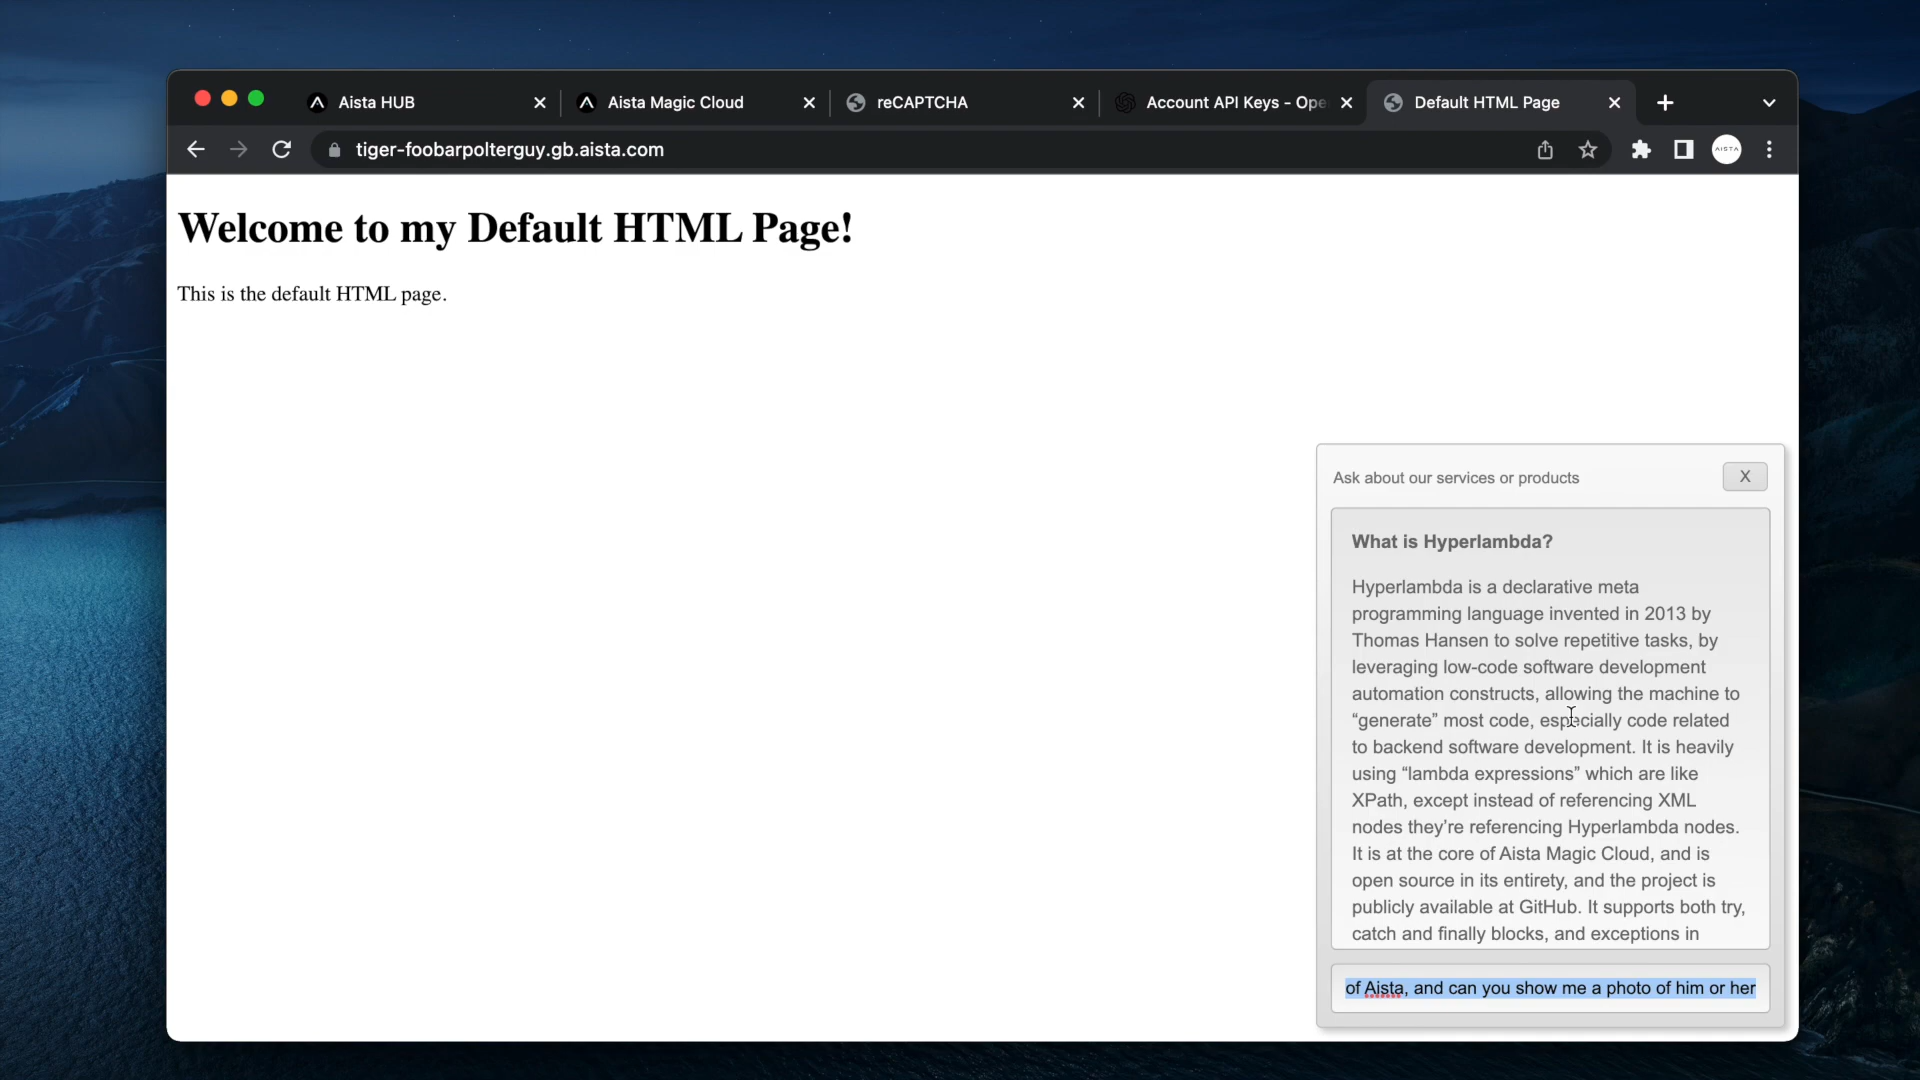 Aista HUB
Aista Magic Cloud
reCAPTCHA
Account API Keys - Ope
Default HTML Page
tiger-foobarpolterguy.gb.aista.com
AISTA
Welcome to my Default HTML Page!
This is the default HTML page.
Ask about our services or products
X
What is Hyperlambda?
Hyperlambda is a declarative meta
programming language invented in 2013 by
Thomas Hansen to solve repetitive tasks, by
leveraging low-code software development
automation constructs, allowing the machine to
“generate” most code, especially code related
to backend software development. It is heavily
using “lambda expressions” which are like
XPath, except instead of referencing XML
nodes they’re referencing Hyperlambda nodes.
It is at the core of Aista Magic Cloud, and is
open source in its entirety, and the project is
publicly available at GitHub. It supports both try,
catch and finally blocks, and exceptions in
of Aista, and can you show me a photo of him or her